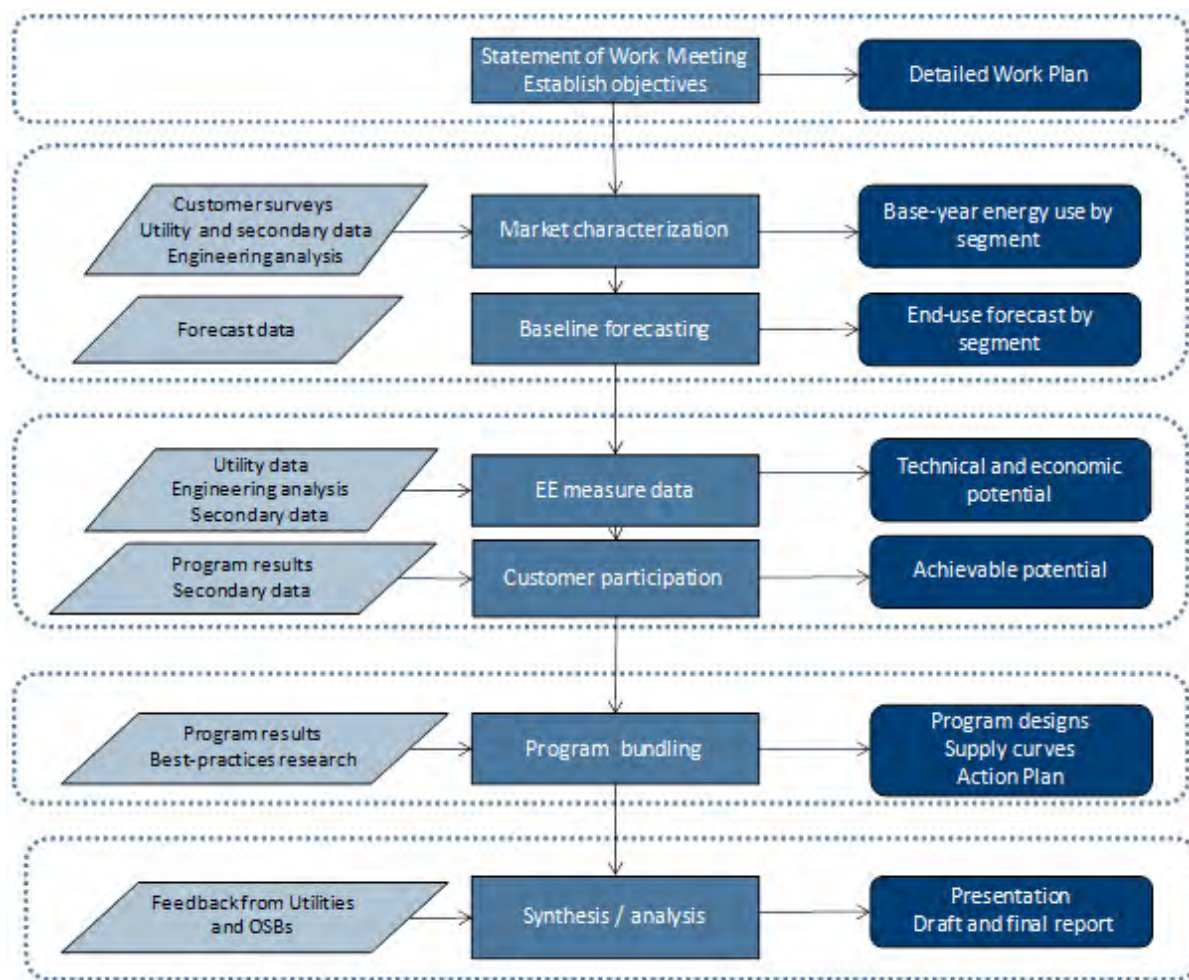 Statement of Work Meeting
Establish objectives
Detailed Work Plan
Customer surveys
Utility and secondary data
Engineering analysis
Market characterization
Base-year energy use by
segment
Forecast data
Baseline forecasting
End-use forecast by
segment
Utility data
Engineering analysis
Secondary data
EE measure data
Technical and economic
potential
Program results
Secondary data
Customer participation
Achievable potential
Program results
Best-practices research
Program bundling
Program designs
Supply curves
Action Plan
Feedback from Utilities
and OSBs
Synthesis / analysis
Presentation
Draft and final report